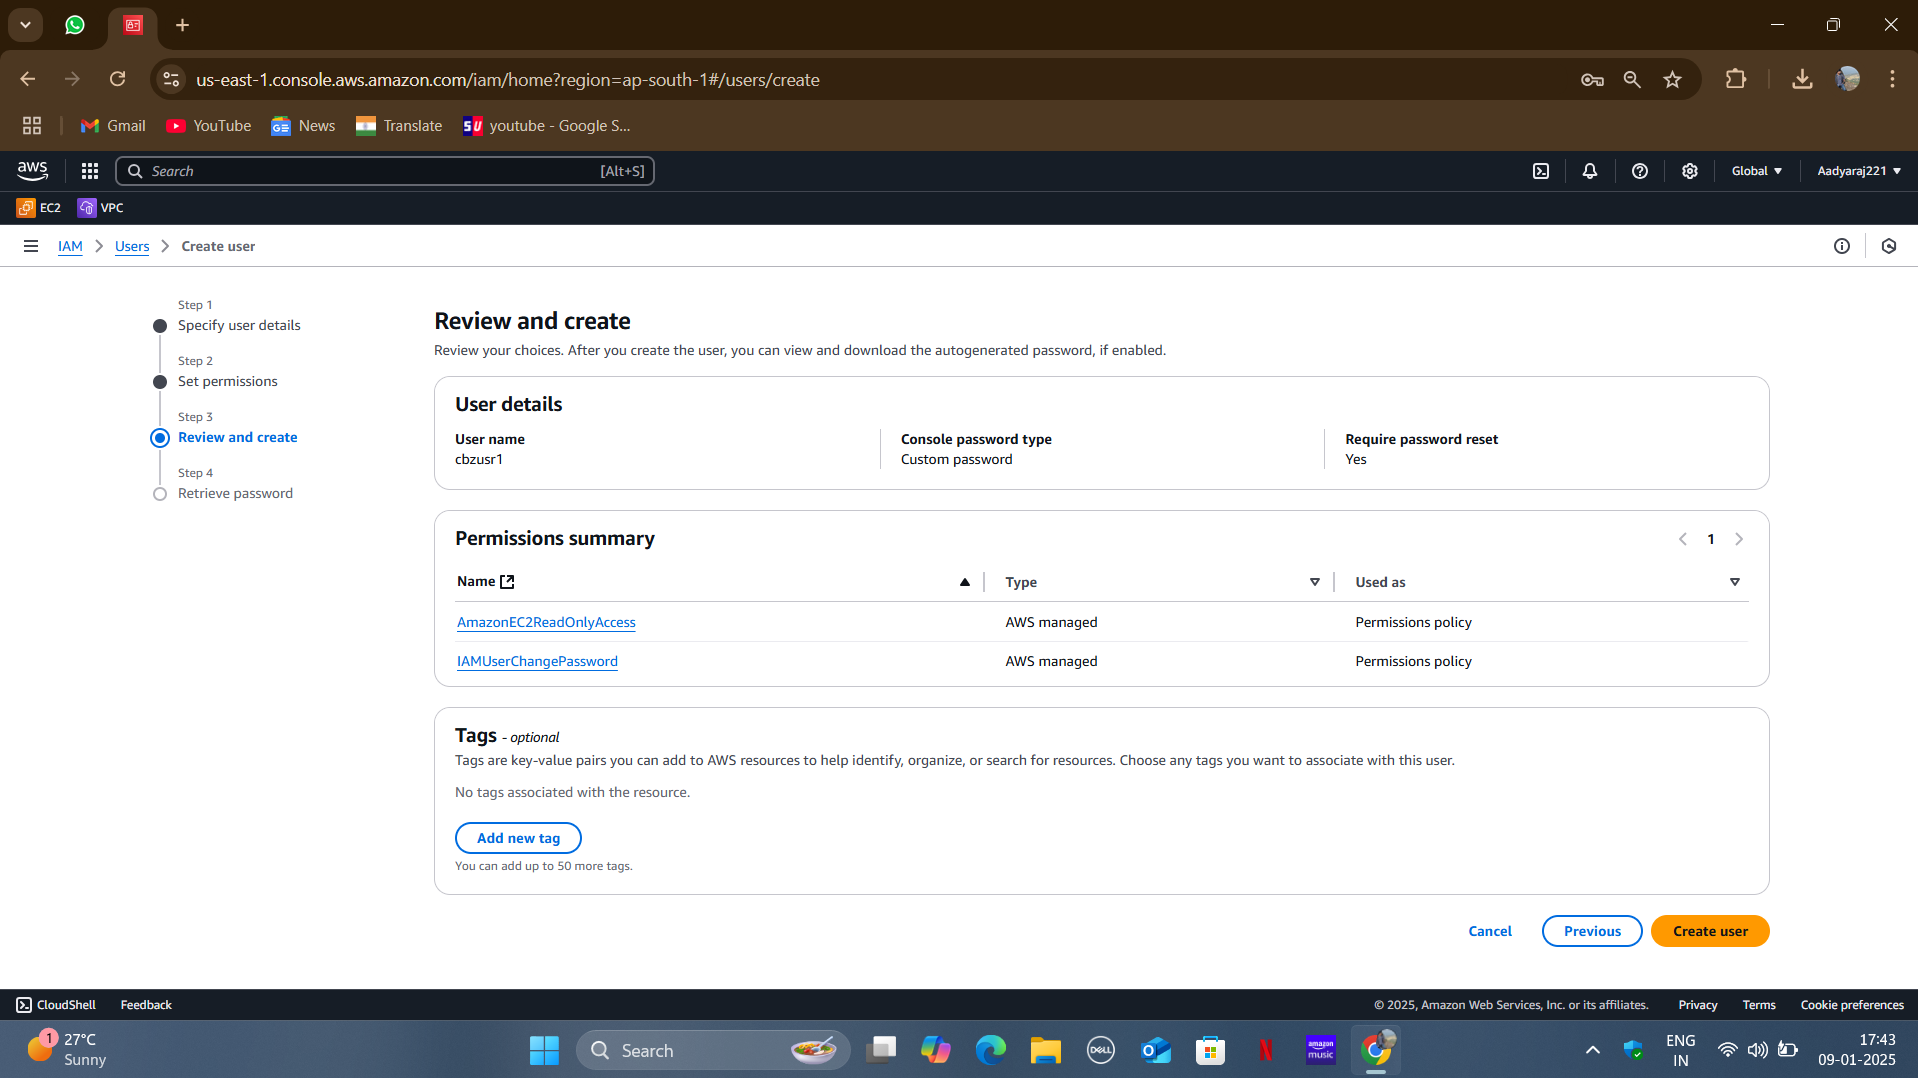 us-east-1.console.aws.amazon.com/iam/home?region=ap-south-1#/users/create
Gmail
YouTube
News
Translate
SU youtube - Google S...
aws
Search [Alt+S]
Global
Aadyaraj221
EC2
VPC
IAM
Users
Create user
Step 1
Specify user details
Step 2
Set permissions
Step 3
Review and create
Step 4
Retrieve password
Review and create
Review your choices. After you create the user, you can view and download the autogenerated password, if enabled.
User details
User name
cbzusr1
Console password type
Custom password
Require password reset
Yes
Permissions summary
1
Name
Type
Used as
AmazonEC2ReadOnlyAccess
AWS managed
Permissions policy
IAMUserChangePassword
AWS managed
Permissions policy
Tags - optional
Tags are key-value pairs you can add to AWS resources to help identify, organize, or search for resources. Choose any tags you want to associate with this user.
No tags associated with the resource.
Add new tag
You can add up to 50 more tags.
Cancel
Previous
Create user
CloudShell
Feedback
© 2025, Amazon Web Services, Inc. or its affiliates.
Privacy
Terms
Cookie preferences
1
27°C
Sunny
Search
DELL
amazon
music
ENG
IN
17:43
09-01-2025